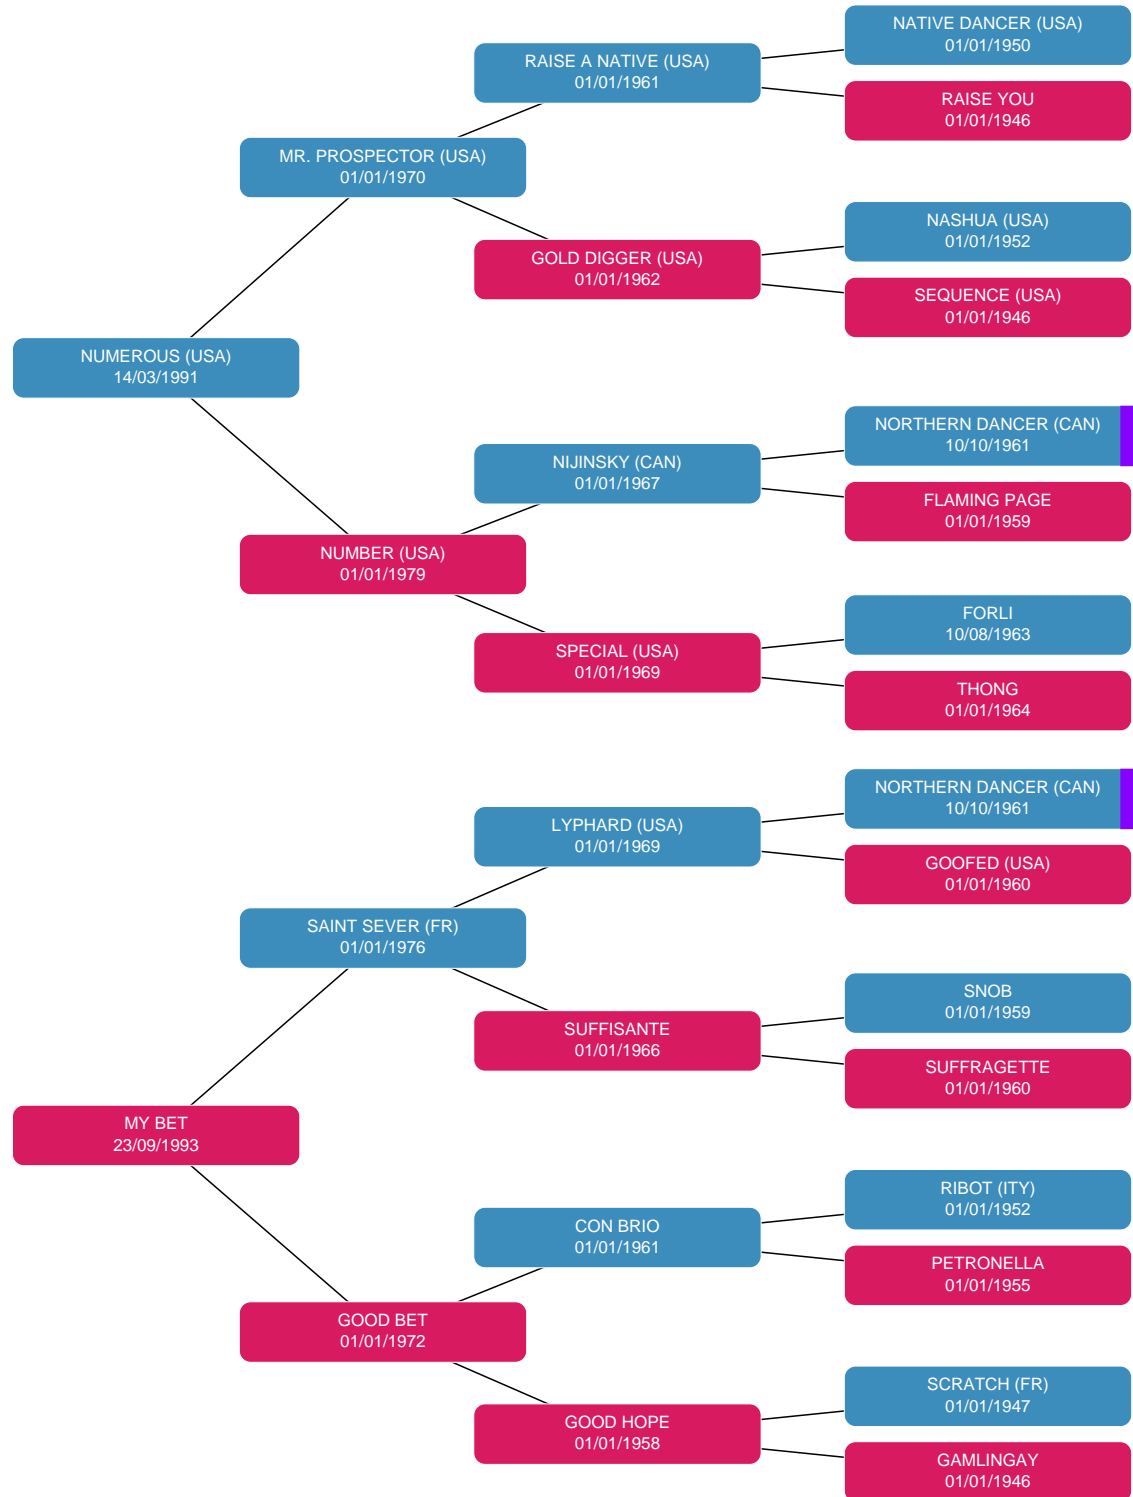 NATIVE DANCER (USA)
01/01/1950
RAISE A NATIVE (USA)
01/01/1961
RAISE YOU
01/01/1946
MR. PROSPECTOR (USA)
01/01/1970
NASHUA (USA)
01/01/1952
GOLD DIGGER (USA)
01/01/1962
SEQUENCE (USA)
01/01/1946
NUMEROUS (USA)
14/03/1991
NORTHERN DANCER (CAN)
10/10/1961
NIJINSKY (CAN)
01/01/1967
FLAMING PAGE
01/01/1959
NUMBER (USA)
01/01/1979
FORLI
10/08/1963
SPECIAL (USA)
01/01/1969
THONG
01/01/1964
NORTHERN DANCER (CAN)
10/10/1961
LYPHARD (USA)
01/01/1969
GOOFED (USA)
01/01/1960
SAINT SEVER (FR)
01/01/1976
SNOB
01/01/1959
SUFFISANTE
01/01/1966
SUFFRAGETTE
01/01/1960
MY BET
23/09/1993
RIBOT (ITY)
01/01/1952
CON BRIO
01/01/1961
PETRONELLA
01/01/1955
GOOD BET
01/01/1972
SCRATCH (FR)
01/01/1947
GOOD HOPE
01/01/1958
GAMLINGAY
01/01/1946